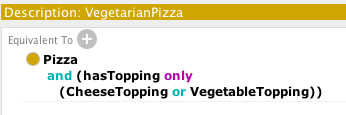 Description: VegetarianPizza
Equivalent To
Pizza
and (hasTopping only
(CheeseTopping or VegetableTopping))